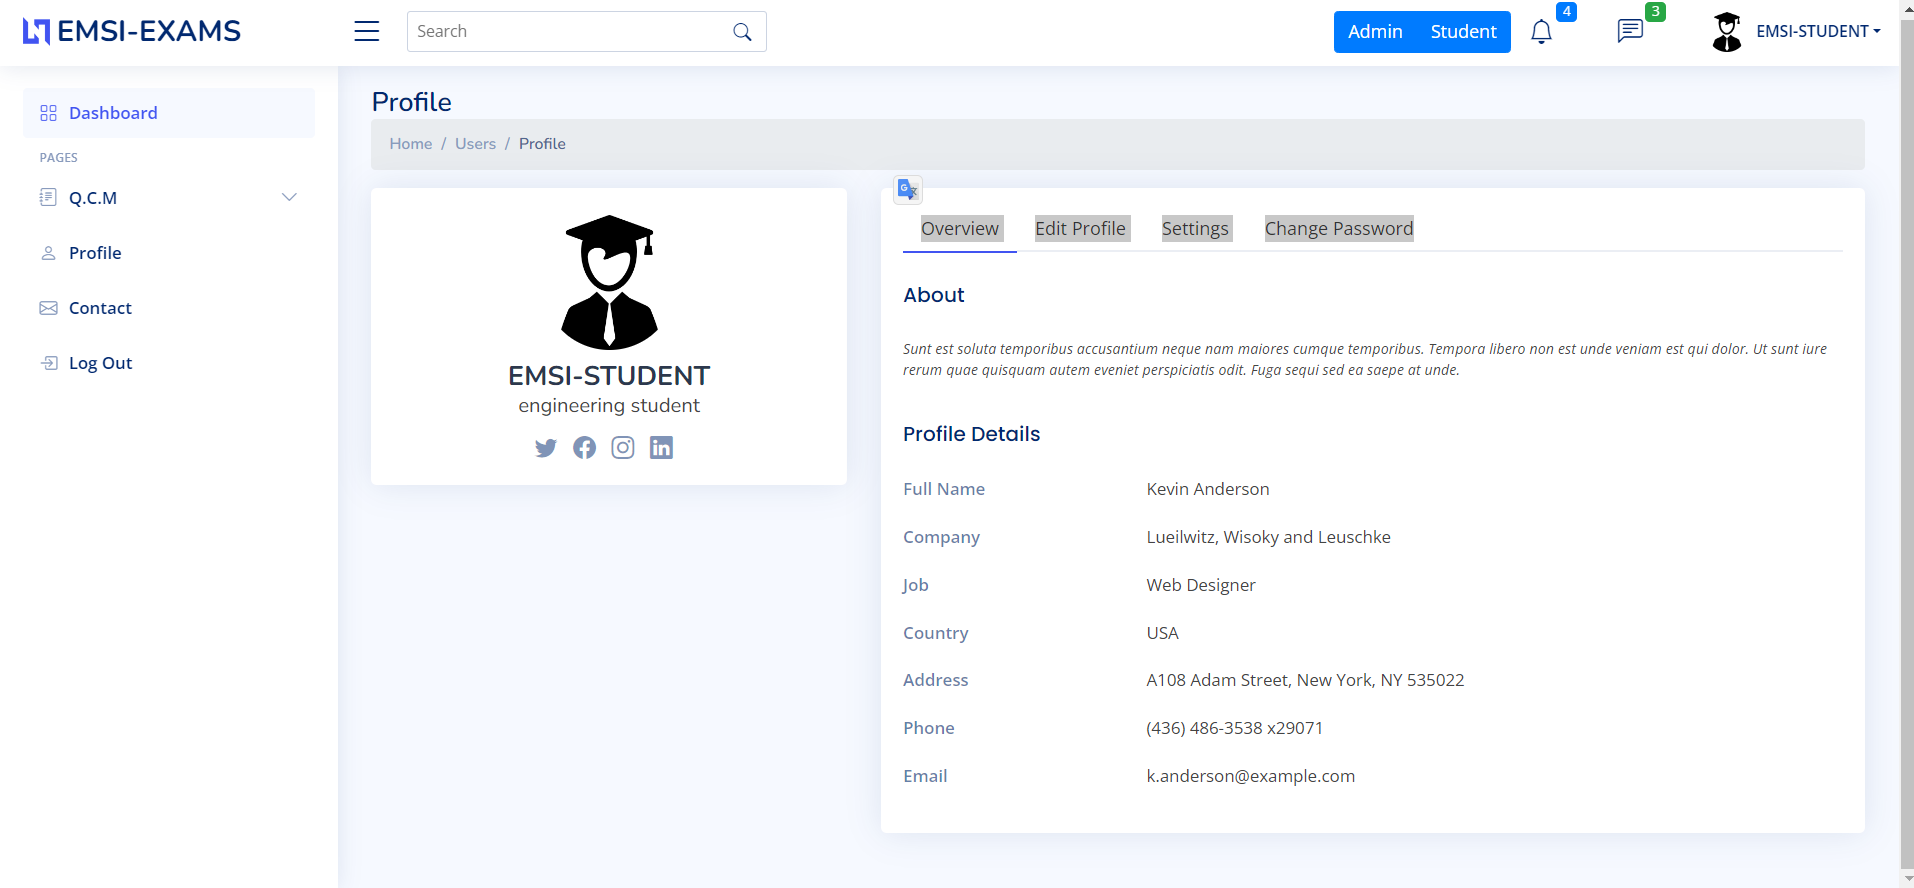 EMSI-EXAMS
Search
Admin Student
4
3
EMSI-STUDENT
Dashboard
PAGES
Q.C.M
Profile
Contact
Log Out
Profile
Home / Users / Profile
EMSI-STUDENT
engineering student
Overview Edit Profile Settings Change Password
About
Sunt est soluta temporibus accusantium neque nam maiores cumque temporibus. Tempora libero non est unde veniam est qui dolor. Ut sunt iure
rerum quae quisquam autem eveniet perspiciatis odit. Fuga sequi sed ea saepe at unde.
Profile Details
Full Name Kevin Anderson
Company Lueilwitz, Wisoky and Leuschke
Job Web Designer
Country USA
Address A108 Adam Street, New York, NY 535022
Phone (436) 486-3538 x29071
Email k.anderson@example.com